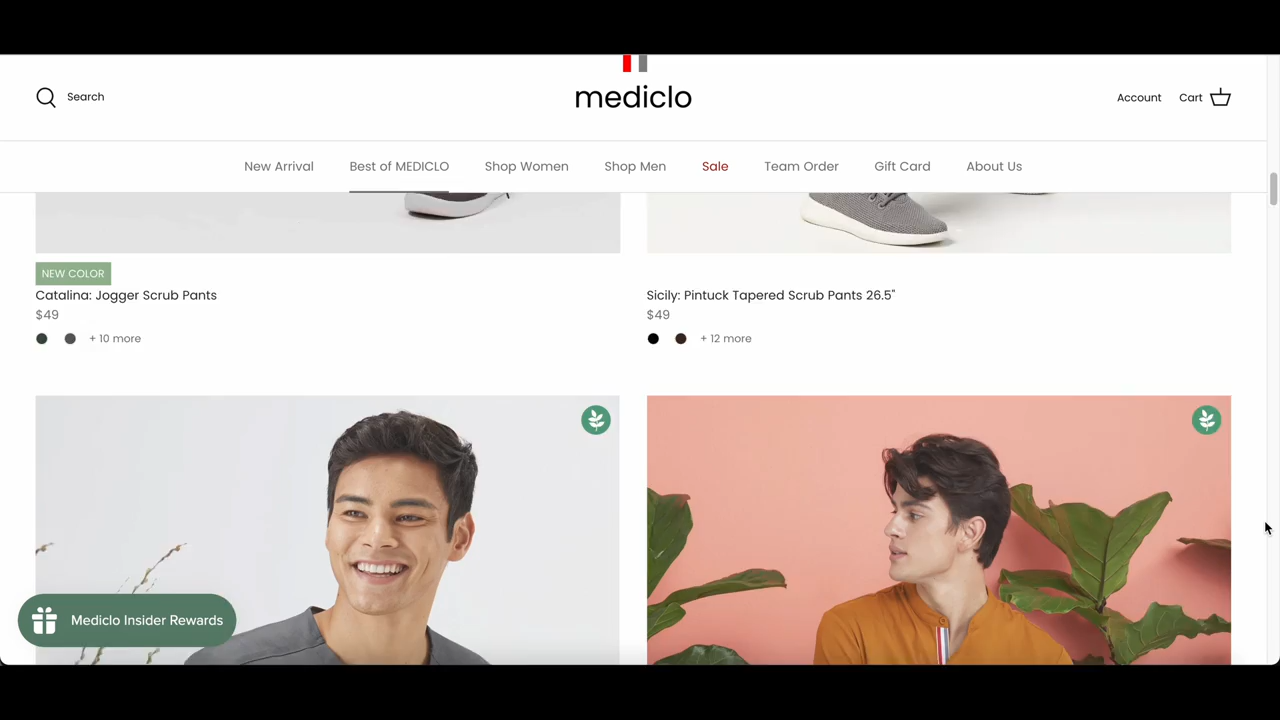 Search
mediclo
Account
Cart
New Arrival
Best of MEDICLO
Shop Women
Shop Men
Sale
Team Order
Gift Card
About Us
NEW COLOR
Catalina: Jogger Scrub Pants
$49
+ 10 more
Sicily: Pintuck Tapered Scrub Pants 26.5"
$49
+ 12 more
Mediclo Insider Rewards